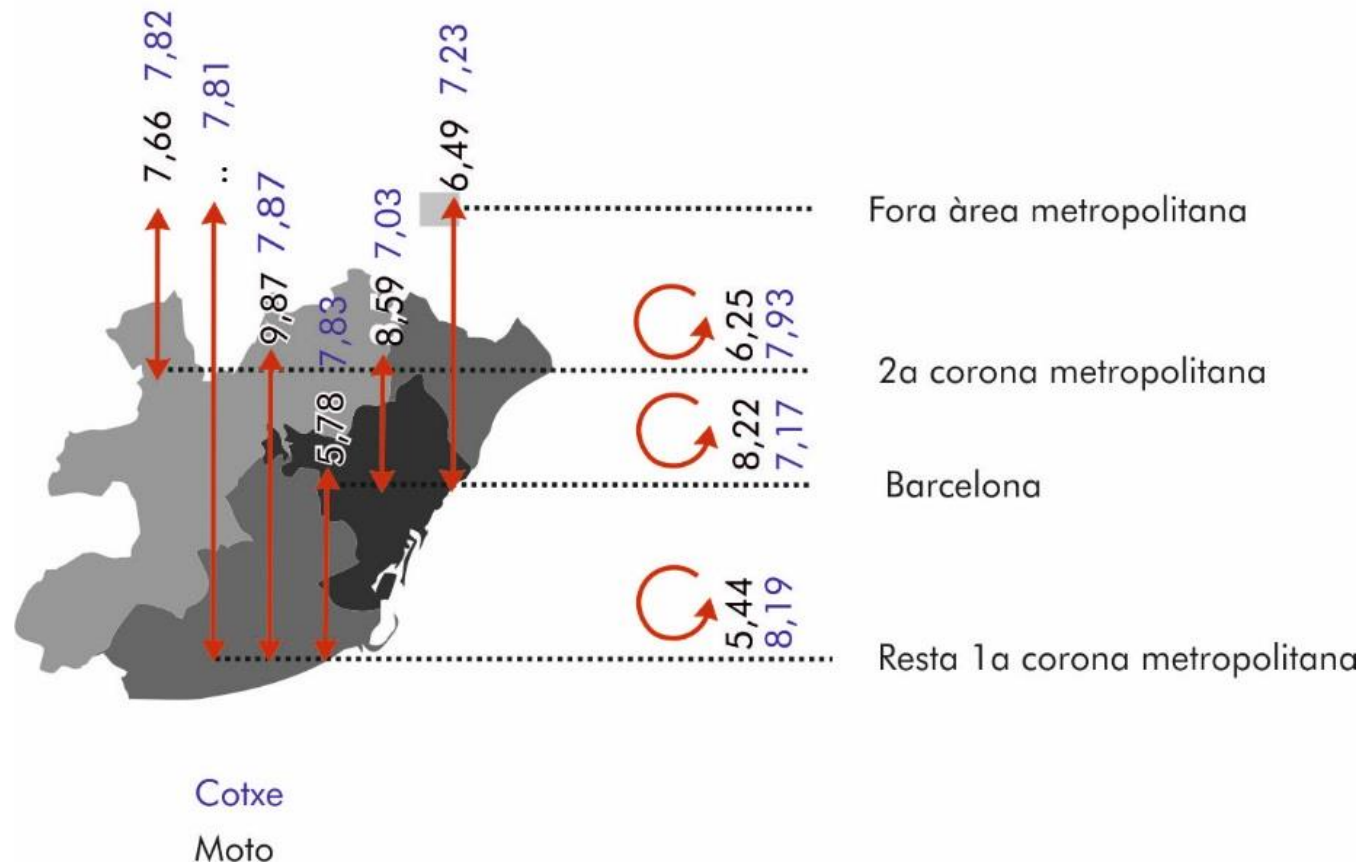 7,66 7,82
.. 7,81
9,87 7,87
5,78 7,83
8,59 7,03
6,49 7,23
Fora àrea metropolitana
6,25
7,93
2a corona metropolitana
8,22
7,17
Barcelona
5,44
8,19
Resta 1a corona metropolitana
Cotxe
Moto